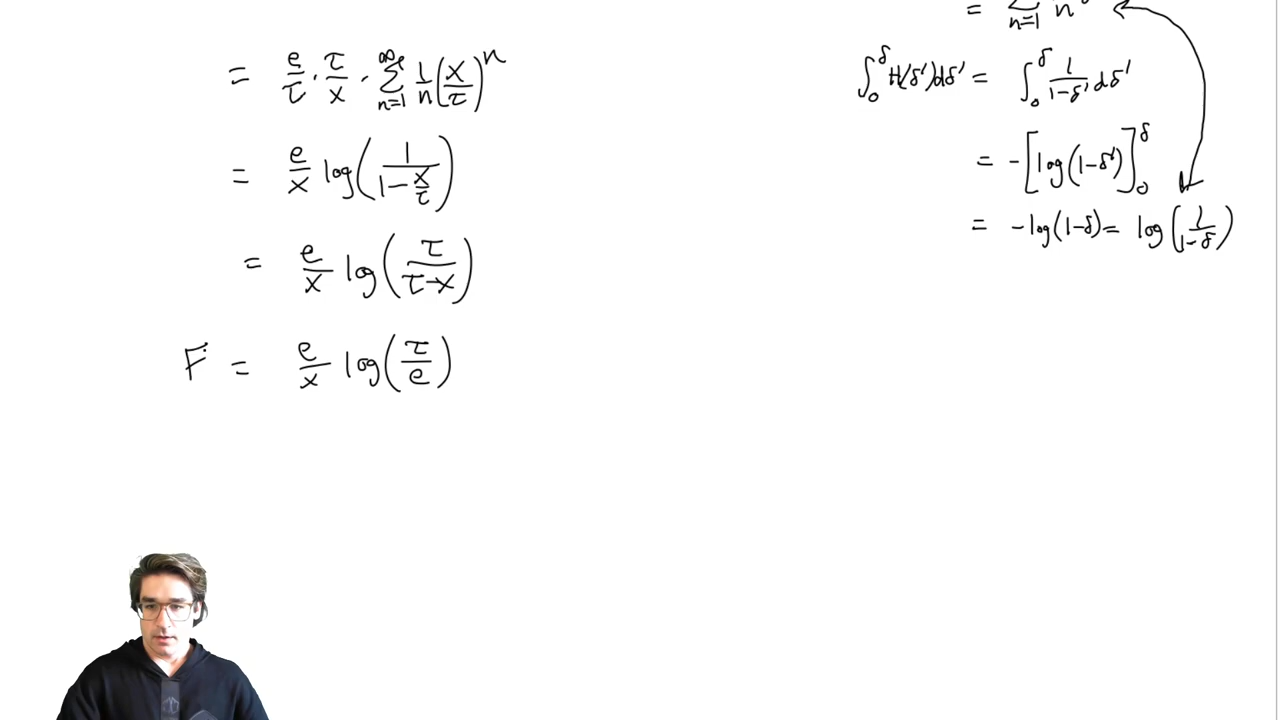 = e/τ · τ/x · ∑_{n=1}^{∞} 1/n (x/τ)^n
= e/x log(1/(1-x/τ))
= e/x log(τ/(τ-x))
F = e/x log(τ/e)
= ∑_{n=1} n
∫_0^δ H(δ')dδ' = ∫_0^δ 1/(1-δ') dδ'
= -[log(1-δ')]_0^δ
= -log(1-δ) = log(1/(1-δ))